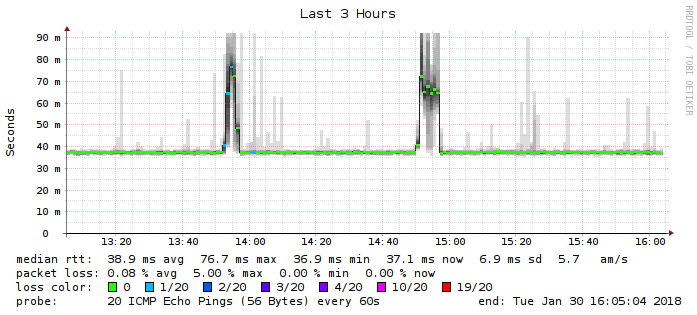 Last 3 Hours
RRDTOOL / TOBI OETIKER
Seconds
90 m
80 m
70 m
60 m
50 m
40 m
30 m
20 m
10 m
0
13:20 13:40 14:00 14:20 14:40 15:00 15:20 15:40 16:00
median rtt: 38.9 ms avg 76.7 ms max 36.9 ms min 37.1 ms now 6.9 ms sd 5.7 am/s
packet loss: 0.08 % avg 5.00 % max 0.00 % min 0.00 % now
loss color: 0 1/20 2/20 3/20 4/20 10/20 19/20
probe: 20 ICMP Echo Pings (56 Bytes) every 60s end: Tue Jan 30 16:05:04 2018